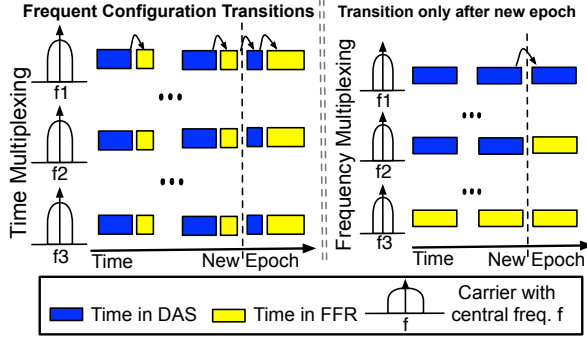 Frequent Configuration Transitions
Time Multiplexing
f1
f2
f3
Time
New Epoch
Transition only after new epoch
Frequency Multiplexing
f1
f2
f3
Time
New Epoch
Time in DAS
Time in FFR
f
Carrier with
central freq. f